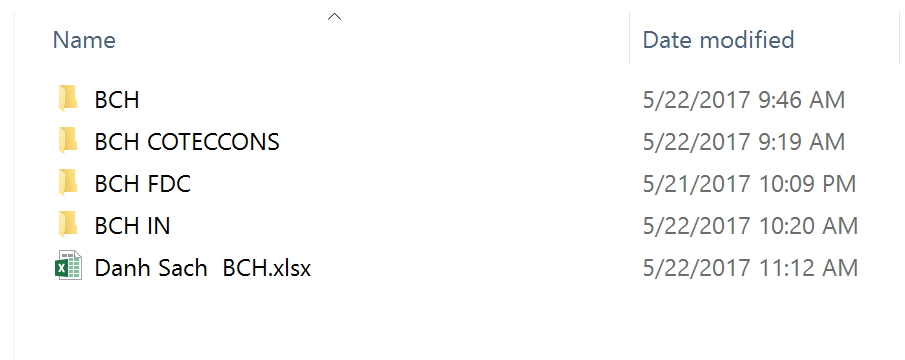 Name Date modified
BCH 5/22/2017 9:46 AM
BCH COTECCONS 5/22/2017 9:19 AM
BCH FDC 5/21/2017 10:09 PM
BCH IN 5/22/2017 10:20 AM
Danh Sach  BCH.xlsx 5/22/2017 11:12 AM